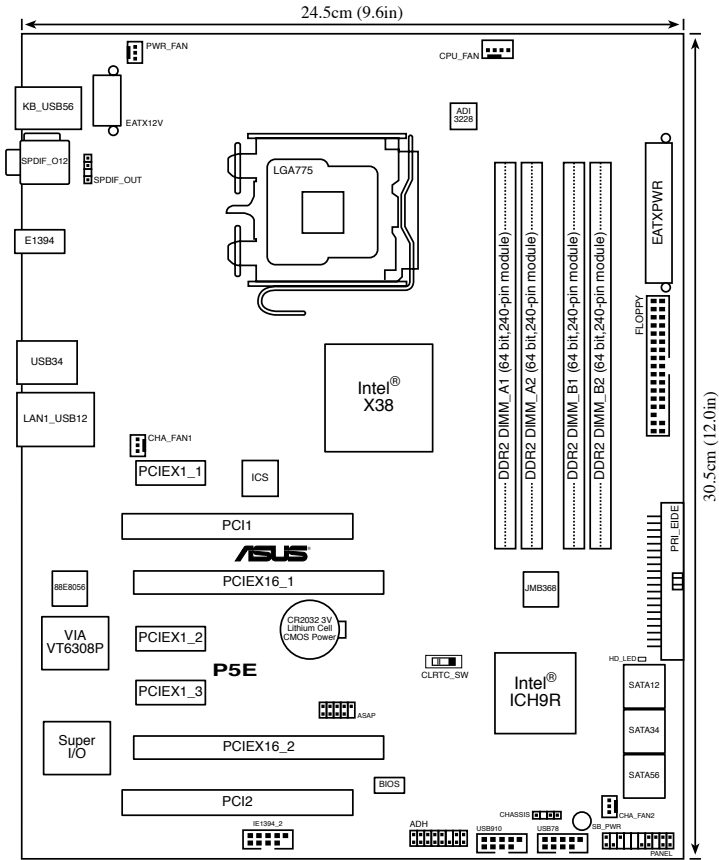 24.5cm (9.6in)
PWR_FAN
CPU_FAN
KB_USB56
EATX12V
ADI
3228
SPDIF_O12
SPDIF_OUT
LGA775
E1394
EATXPWR
FLOPPY
DDR2 DIMM_A1 (64 bit,240-pin module)
DDR2 DIMM_A2 (64 bit,240-pin module)
DDR2 DIMM_B1 (64 bit,240-pin module)
DDR2 DIMM_B2 (64 bit,240-pin module)
30.5cm (12.0in)
USB34
Intel®
X38
LAN1_USB12
CHA_FAN1
PCIEX1_1
ICS
PCI1
PRI_EIDE
ASUS
PCIEX16_1
88E8056
JMB368
CR2032 3V
Lithium Cell
CMOS Power
VIA
VT6308P
PCIEX1_2
P5E
CLRTC_SW
HD_LED
PCIEX1_3
Intel®
ICH9R
SATA12
ASAP
Super
I/O
PCIEX16_2
SATA34
BIOS
SATA56
PCI2
CHASSIS
CHA_FAN2
IE1394_2
ADH
USB910
USB78
SB_PWR
PANEL